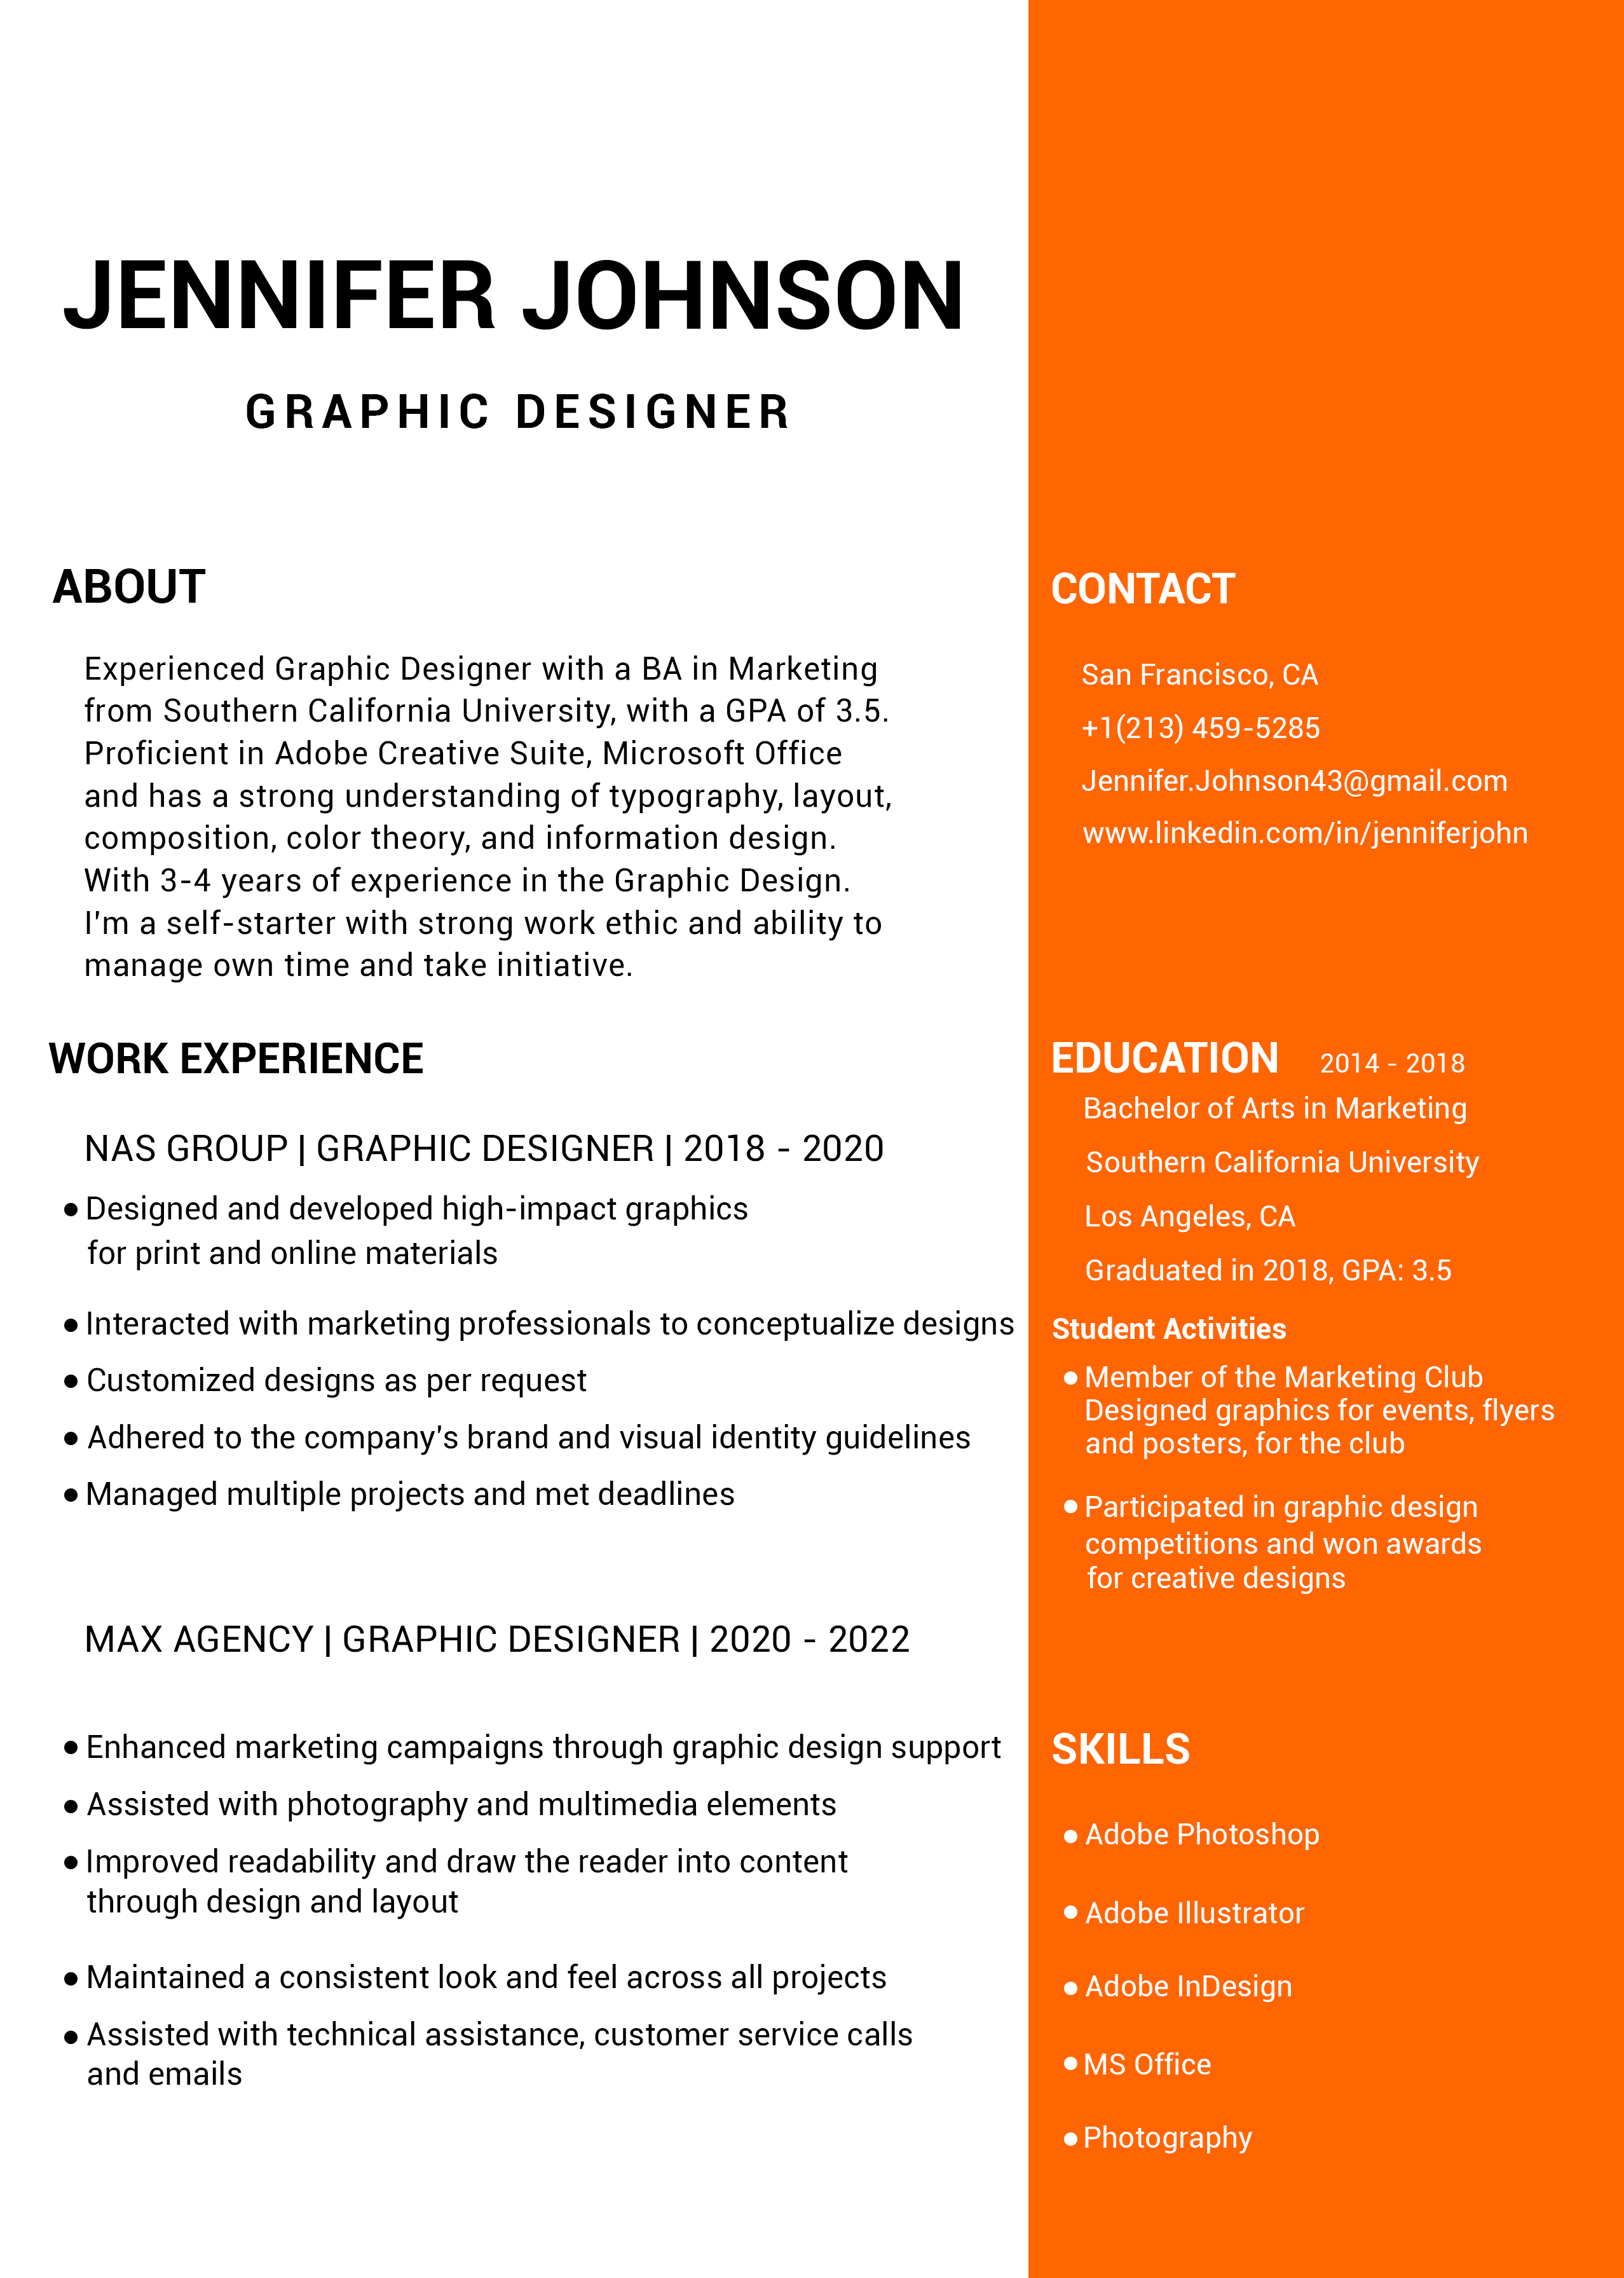 JENNIFER JOHNSON
GRAPHIC DESIGNER
ABOUT
Experienced Graphic Designer with a BA in Marketing
from Southern California University, with a GPA of 3.5.
Proficient in Adobe Creative Suite, Microsoft Office
and has a strong understanding of typography, layout,
composition, color theory, and information design.
With 3-4 years of experience in the Graphic Design.
I'm a self-starter with strong work ethic and ability to
manage own time and take initiative.
WORK EXPERIENCE
NAS GROUP | GRAPHIC DESIGNER | 2018 - 2020
● Designed and developed high-impact graphics
for print and online materials
● Interacted with marketing professionals to conceptualize designs
● Customized designs as per request
● Adhered to the company's brand and visual identity guidelines
● Managed multiple projects and met deadlines
MAX AGENCY | GRAPHIC DESIGNER | 2020 - 2022
● Enhanced marketing campaigns through graphic design support
● Assisted with photography and multimedia elements
● Improved readability and draw the reader into content
through design and layout
● Maintained a consistent look and feel across all projects
● Assisted with technical assistance, customer service calls
and emails
CONTACT
San Francisco, CA
+1(213) 459-5285
Jennifer.Johnson43@gmail.com
www.linkedin.com/in/jenniferjohn
EDUCATION 2014 - 2018
Bachelor of Arts in Marketing
Southern California University
Los Angeles, CA
Graduated in 2018, GPA: 3.5
Student Activities
● Member of the Marketing Club
Designed graphics for events, flyers
and posters, for the club
● Participated in graphic design
competitions and won awards
for creative designs
SKILLS
● Adobe Photoshop
● Adobe Illustrator
● Adobe InDesign
● MS Office
● Photography